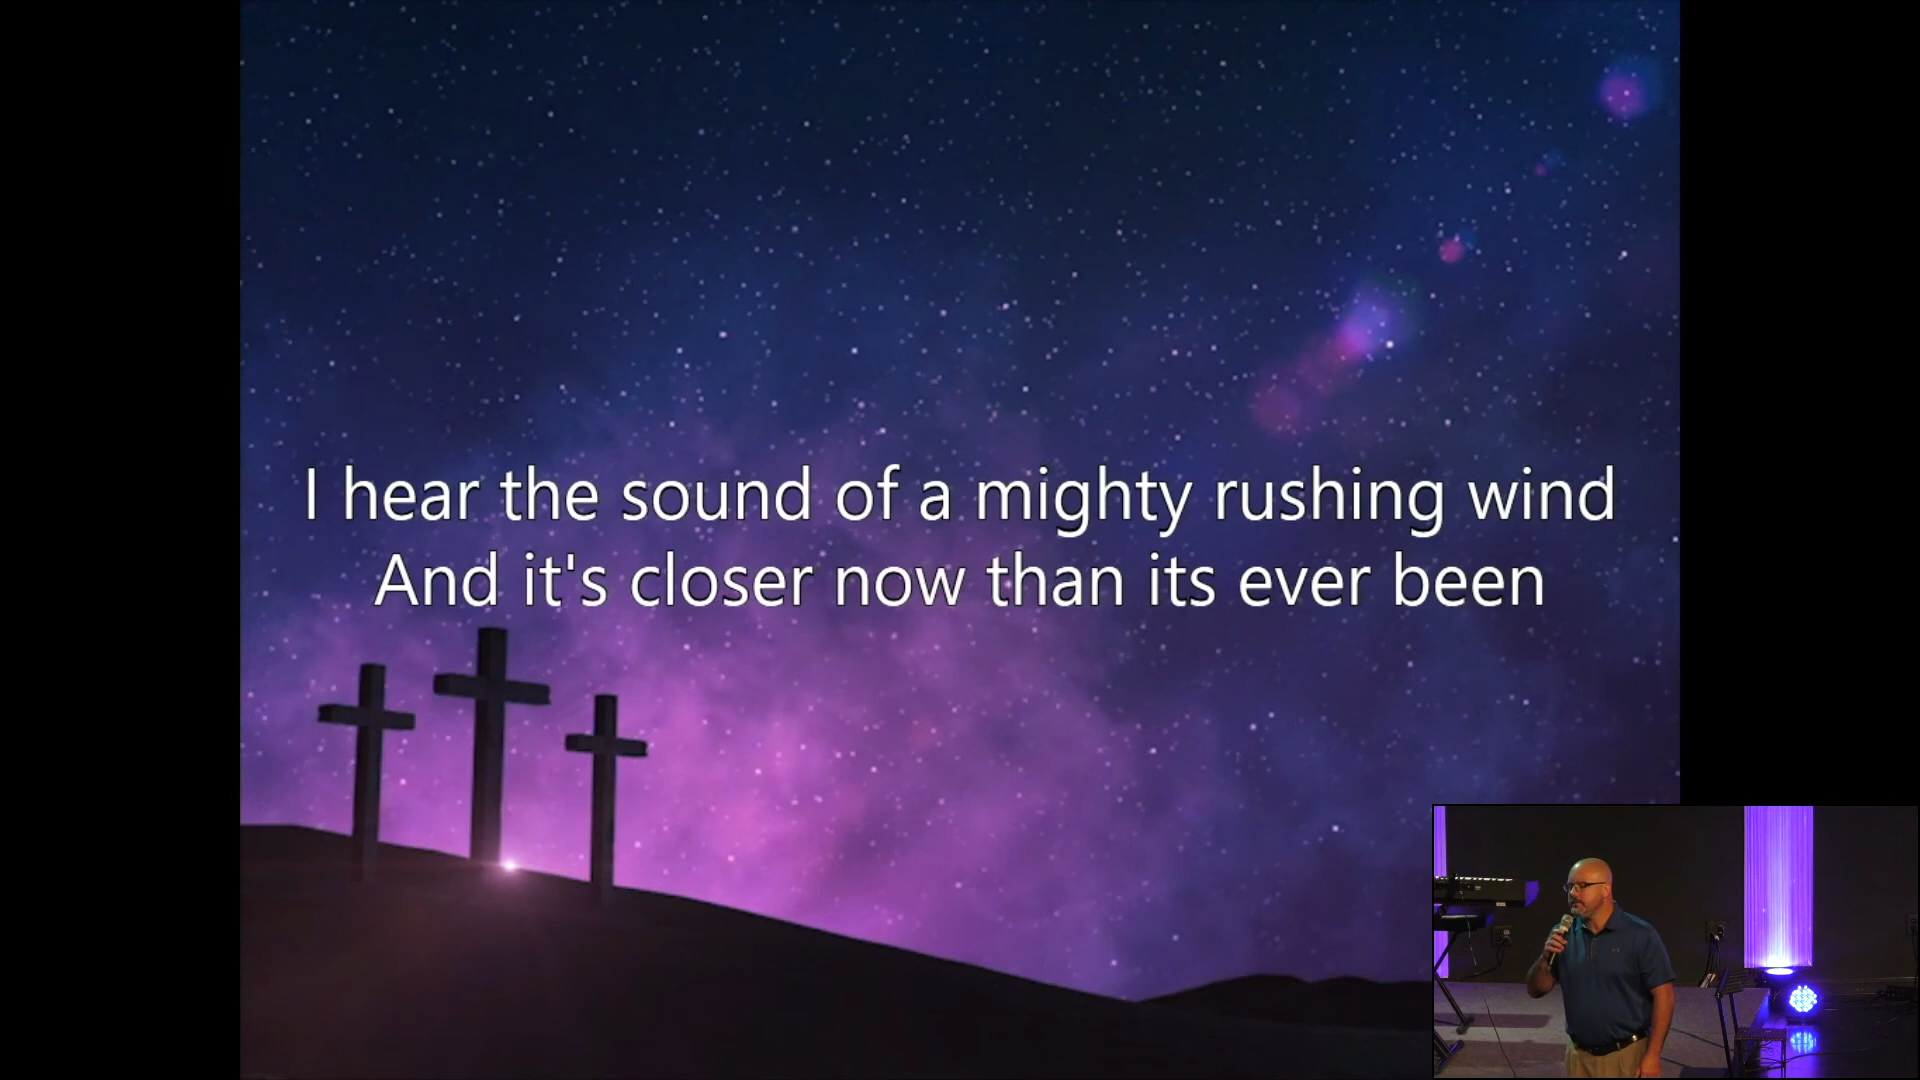 I hear the sound of a mighty rushing wind
And it's closer now than its ever been